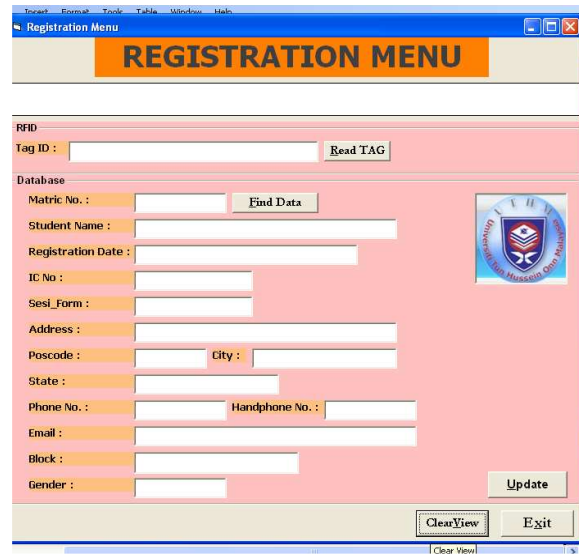 Insert Format Tools Table Window Help
Registration Menu
REGISTRATION MENU
RFID
Tag ID :
Read TAG
Database
Matric No. :
Find Data
Student Name :
Registration Date :
IC No :
Sesi_Form :
Address :
Poscode :
City :
State :
Phone No. :
Handphone No. :
Email :
Block :
Gender :
UTHM
Universiti Tun Hussein Onn Malaysia
Update
ClearView
Exit
Clear View